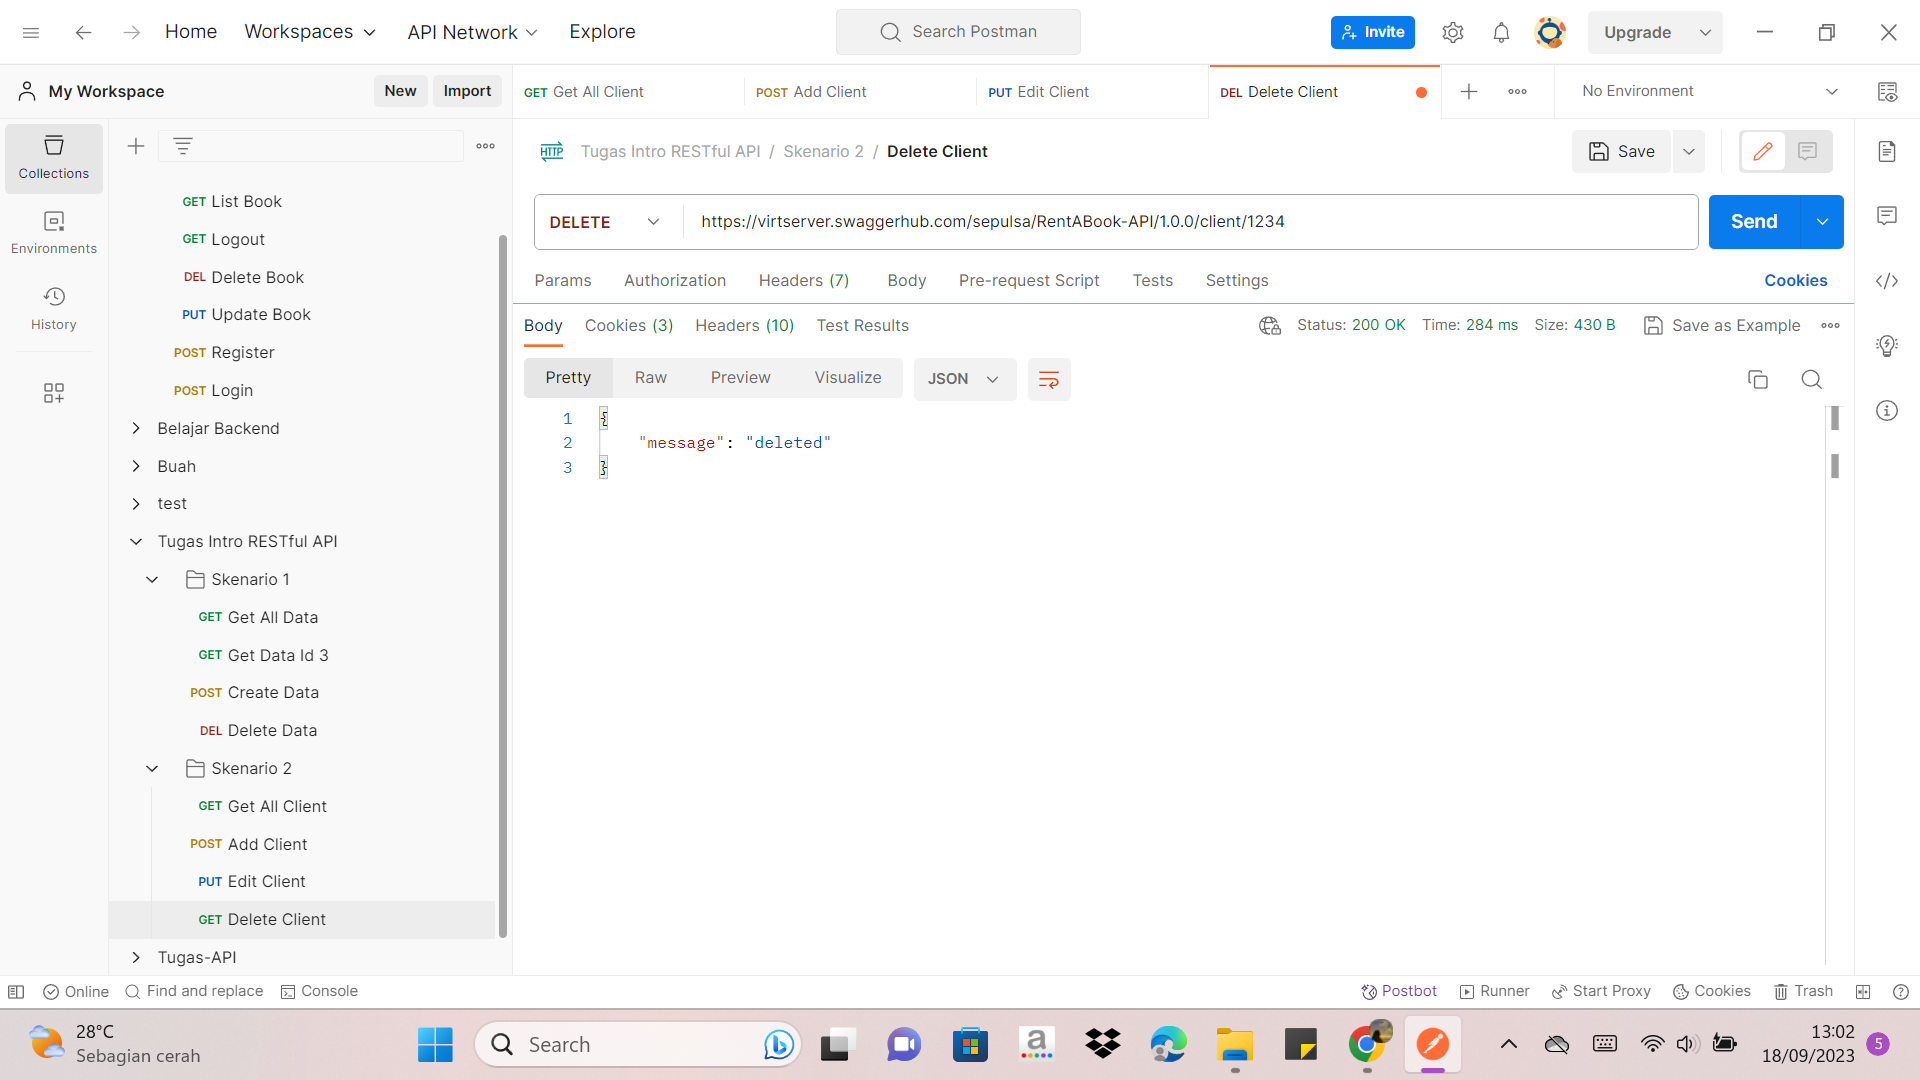 Home Workspaces API Network Explore Search Postman Invite Upgrade
My Workspace New Import GET Get All Client POST Add Client PUT Edit Client DEL Delete Client No Environment
Collections
Environments
History
GET List Book
GET Logout
DEL Delete Book
PUT Update Book
POST Register
POST Login
Belajar Backend
Buah
test
Tugas Intro RESTful API
Skenario 1
GET Get All Data
GET Get Data Id 3
POST Create Data
DEL Delete Data
Skenario 2
GET Get All Client
POST Add Client
PUT Edit Client
GET Delete Client
Tugas-API
HTTP Tugas Intro RESTful API / Skenario 2 / Delete Client Save
DELETE https://virtserver.swaggerhub.com/sepulsa/RentABook-API/1.0.0/client/1234 Send
Params Authorization Headers (7) Body Pre-request Script Tests Settings Cookies
Body Cookies (3) Headers (10) Test Results Status: 200 OK Time: 284 ms Size: 430 B Save as Example
Pretty Raw Preview Visualize JSON
1 {
2 "message": "deleted"
3 }
Online Find and replace Console Postbot Runner Start Proxy Cookies Trash
28°C
Sebagian cerah
Search
a
13:02
18/09/2023
5